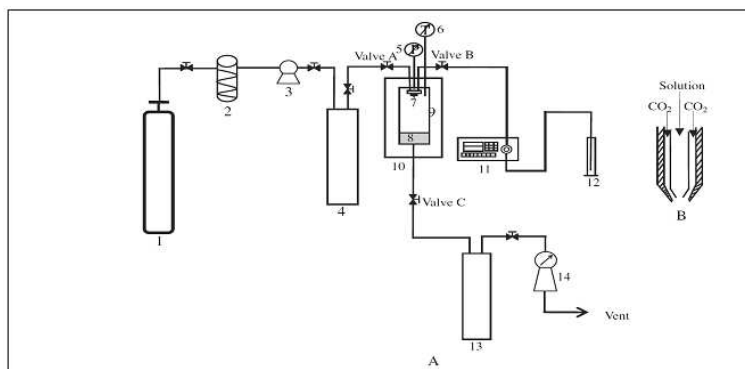 5 P T 6
Valve A Valve B
1 2 3 4 7 8 9 10 11 12
Valve C
13 14
Vent
A
Solution
CO₂ CO₂
B